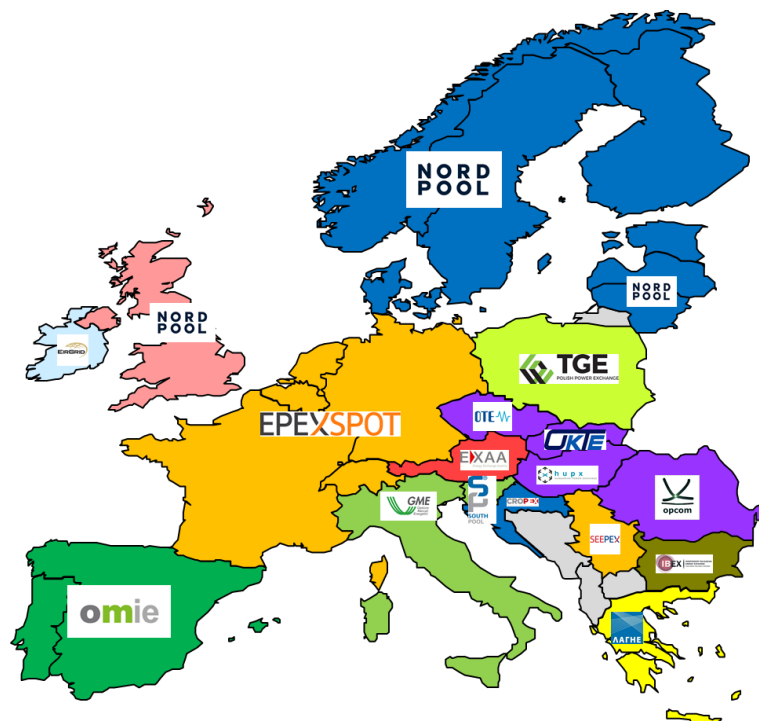 NORD
POOL
NORD
POOL
NORD
POOL
EIRGRID
TGE
POLISH POWER EXCHANGE
EPEXSPOT
OTE
OKTE
EXAA
hupx
GME
SP
SOUTH
POOL
CROPEX
opcom
SEEPEX
IBEX
omie
ΛΑΓΗΕ